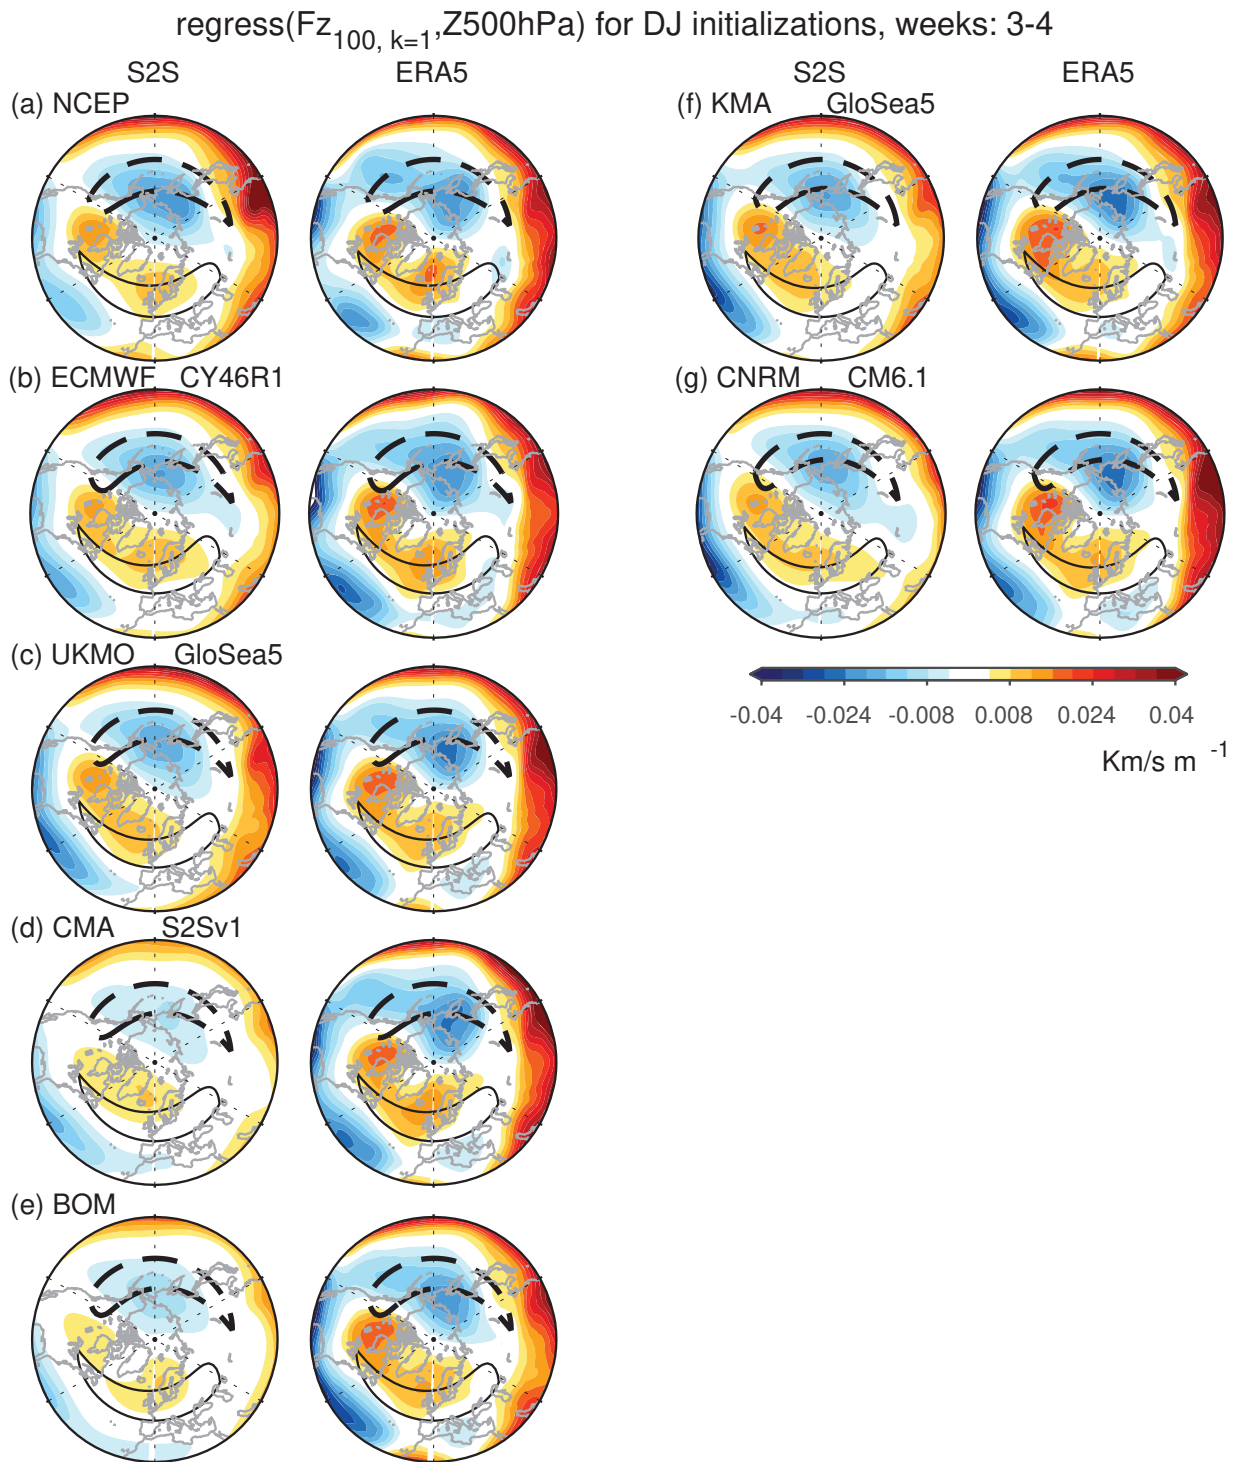 regress(Fz100, k=1,Z500hPa) for DJ initializations, weeks: 3-4
S2S ERA5 S2S ERA5
(a) NCEP
(f) KMA GloSea5
(b) ECMWF CY46R1
(g) CNRM CM6.1
(c) UKMO GloSea5
-0.04 -0.024 -0.008 0.008 0.024 0.04
Km/s m -1
(d) CMA S2Sv1
(e) BOM